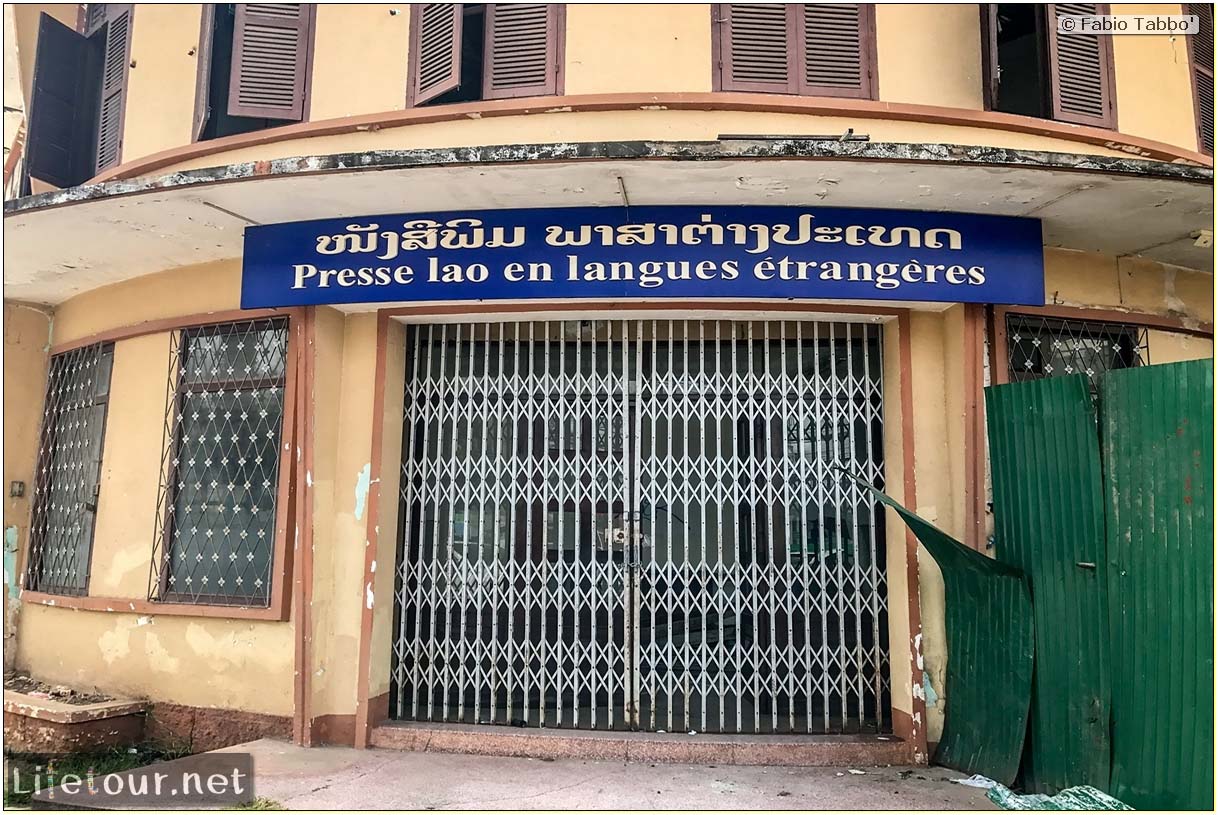 © Fabio Tabbo'
ໜັງສືພິມ ພາສາຕ່າງປະເທດ
Presse lao en langues étrangères
Lifetour.net